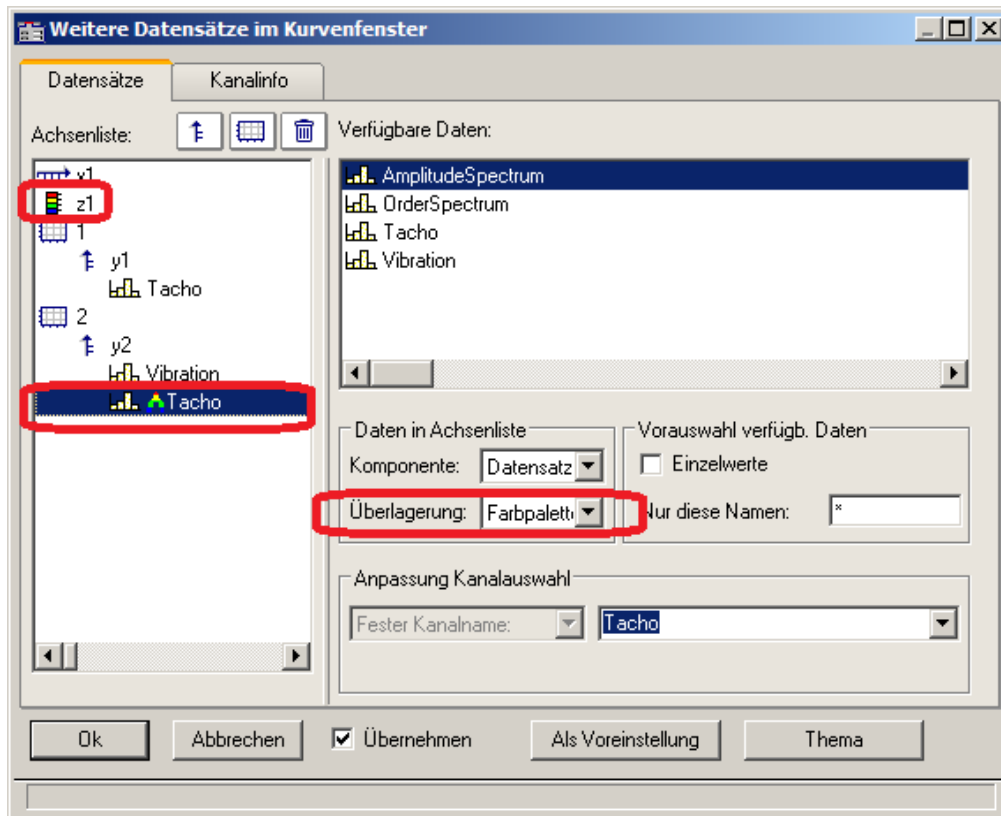 Weitere Datensätze im Kurvenfenster
Datensätze
Kanalinfo
Achsenliste:
Verfügbare Daten:
z1
1
y1
Tacho
2
y2
Vibration
Tacho
AmplitudeSpectrum
OrderSpectrum
Tacho
Vibration
Daten in Achsenliste
Komponente: Datensatz
Überlagerung:
Vorauswahl verfügb. Daten
Einzelwerte
Nur diese Namen: *
Anpassung Kanalauswahl
Fester Kanalname: Tacho
Ok
Abbrechen
Übernehmen
Als Voreinstellung
Thema